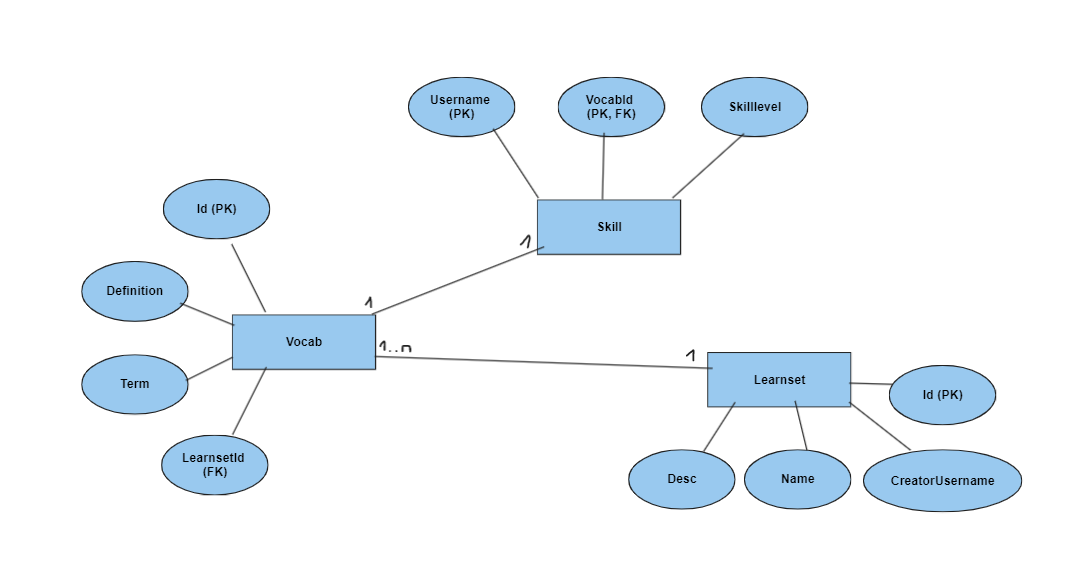 Username
(PK)
VocabId
(PK, FK)
Skilllevel
Skill
Id (PK)
1
Definition
1
Vocab
1..n
1
Learnset
Term
Id (PK)
LearnsetId
(FK)
Desc
Name
CreatorUsername